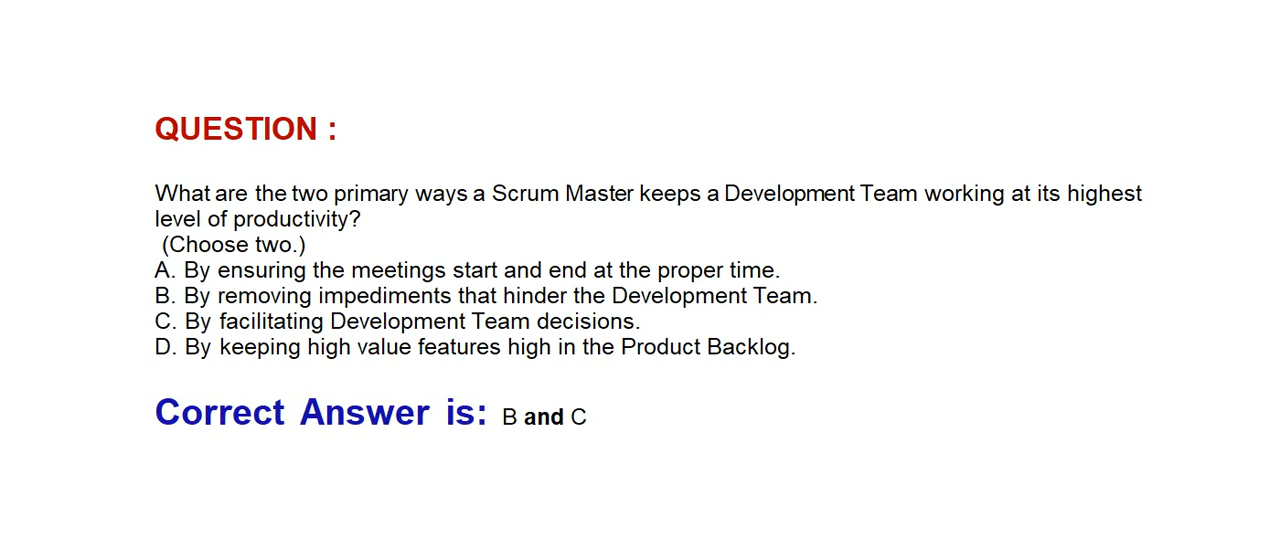 QUESTION :
What are the two primary ways a Scrum Master keeps a Development Team working at its highest
level of productivity?
(Choose two.)
A. By ensuring the meetings start and end at the proper time.
B. By removing impediments that hinder the Development Team.
C. By facilitating Development Team decisions.
D. By keeping high value features high in the Product Backlog.
Correct Answer is: B and C